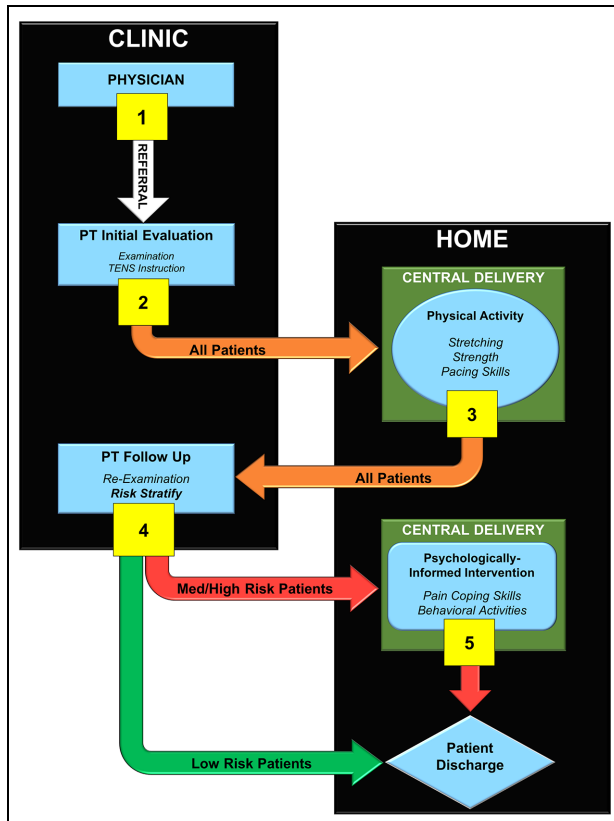 CLINIC
PHYSICIAN
1
REFERRAL
PT Initial Evaluation
Examination
TENS Instruction
2
All Patients
HOME
CENTRAL DELIVERY
Physical Activity
Stretching
Strength
Pacing Skills
3
All Patients
PT Follow Up
Re-Examination
Risk Stratify
4
Med/High Risk Patients
CENTRAL DELIVERY
Psychologically-
Informed Intervention
Pain Coping Skills
Behavioral Activities
5
Low Risk Patients
Patient
Discharge